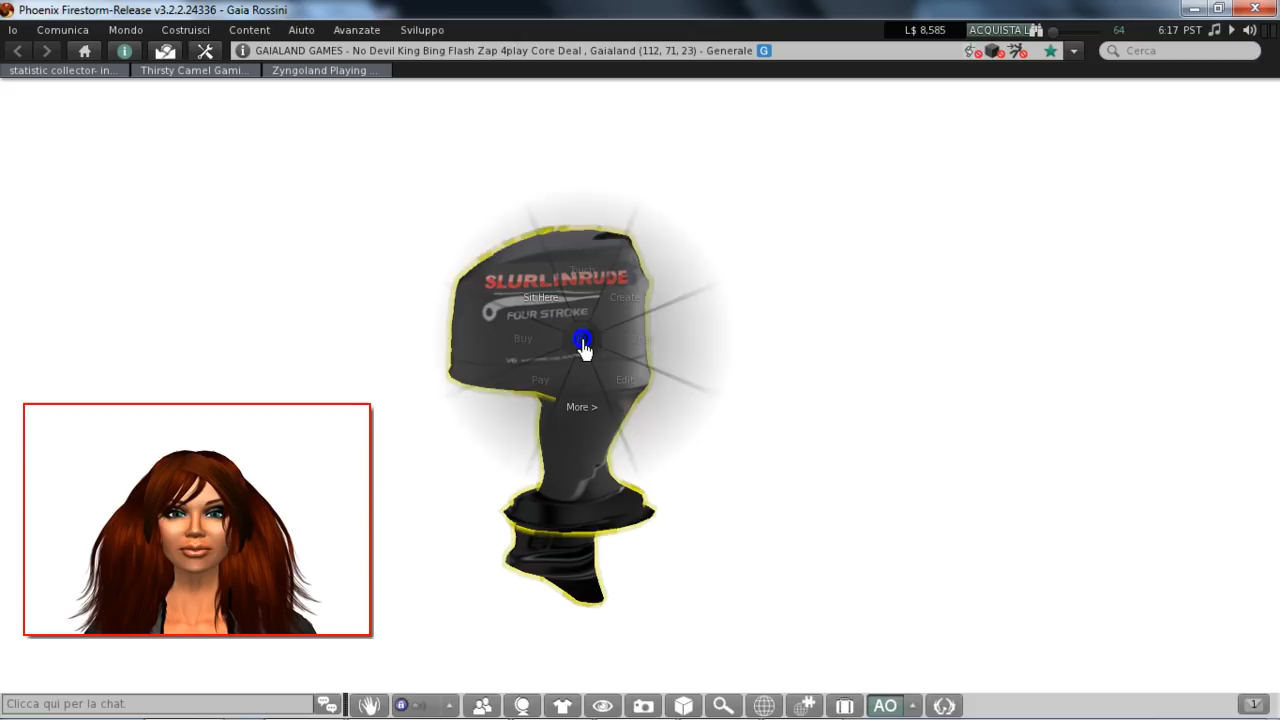 Phoenix Firestorm-Release v3.2.2.24336 - Gaia Rossini
Io Comunica Mondo Costruisci Content Aiuto Avanzate Sviluppo L$ 8,585 ACQUISTA L 64 6:17 PST
GAIALAND GAMES - No Devil King Bing Flash Zap 4play Core Deal , Gaialand (112, 71, 23) - Generale G Cerca
statistic collector- in... Thirsty Camel Gami... Zyngoland Playing ...
SLURLINRUDE
Sit Here Create
FOUR STROKE
Buy
V6
Pay Edit
More >
Clicca qui per la chat AO 1